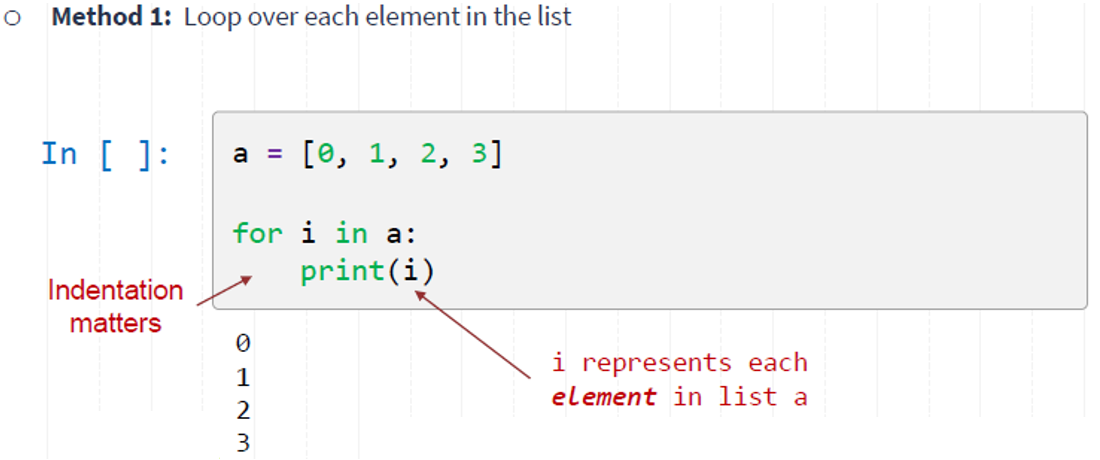 ○ Method 1: Loop over each element in the list
In [ ]:
a = [0, 1, 2, 3]
for i in a:
    print(i)
Indentation
matters
0
1
2
3
i represents each
element in list a